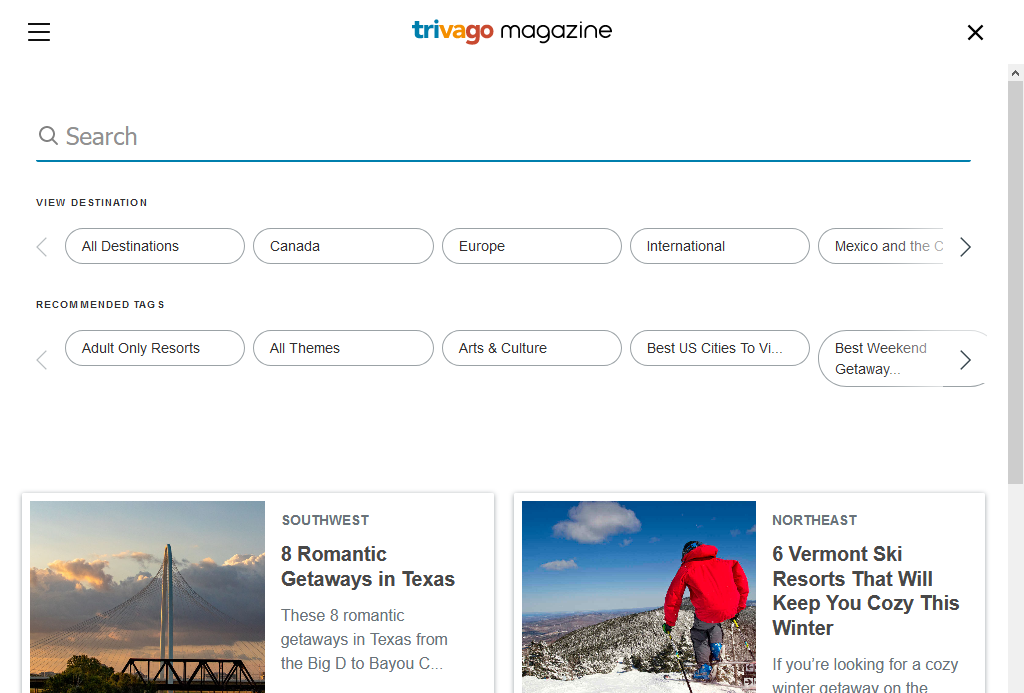 trivago magazine
Search
VIEW DESTINATION
All Destinations
Canada
Europe
International
Mexico and the C
RECOMMENDED TAGS
Adult Only Resorts
All Themes
Arts & Culture
Best US Cities To Vi...
Best Weekend
Getaway...
SOUTHWEST
8 Romantic
Getaways in Texas
These 8 romantic
getaways in Texas from
the Big D to Bayou C...
NORTHEAST
6 Vermont Ski
Resorts That Will
Keep You Cozy This
Winter
If you're looking for a cozy
winter getaway on the